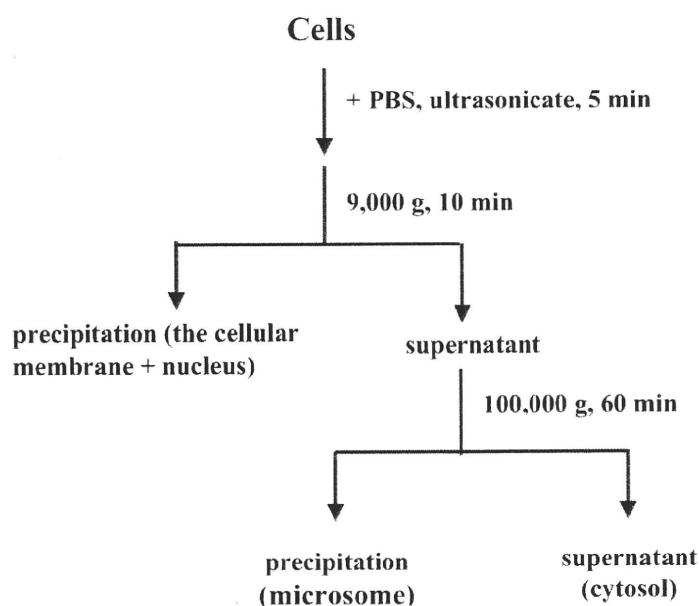 Cells
+ PBS, ultrasonicate, 5 min
9,000 g, 10 min
precipitation (the cellular
membrane + nucleus)
supernatant
100,000 g, 60 min
precipitation
(microsome)
supernatant
(cytosol)